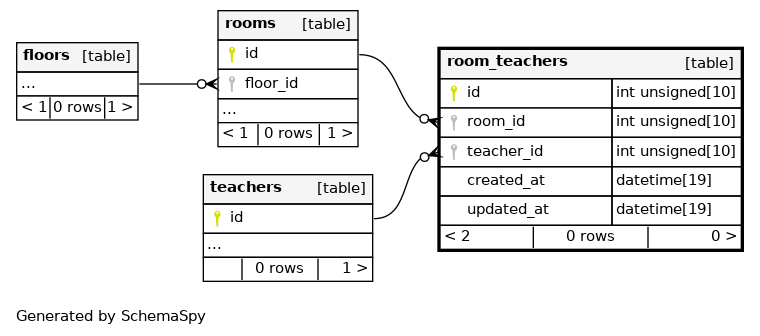 floors [table]
...
< 1 0 rows 1 >
rooms [table]
id
floor_id
...
< 1 0 rows 1 >
teachers [table]
id
...
0 rows 1 >
room_teachers [table]
id int unsigned[10]
room_id int unsigned[10]
teacher_id int unsigned[10]
created_at datetime[19]
updated_at datetime[19]
< 2 0 rows 0 >
Generated by SchemaSpy